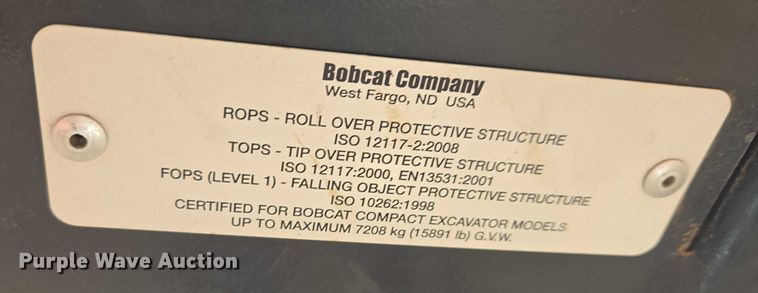 Bobcat Company
West Fargo, ND USA
ROPS - ROLL OVER PROTECTIVE STRUCTURE
ISO 12117-2:2008
TOPS - TIP OVER PROTECTIVE STRUCTURE
ISO 12117:2000, EN13531:2001
FOPS (LEVEL 1) - FALLING OBJECT PROTECTIVE STRUCTURE
ISO 10262:1998
CERTIFIED FOR BOBCAT COMPACT EXCAVATOR MODELS
UP TO MAXIMUM 7208 kg (15891 lb) G.V.W.
Purple Wave Auction